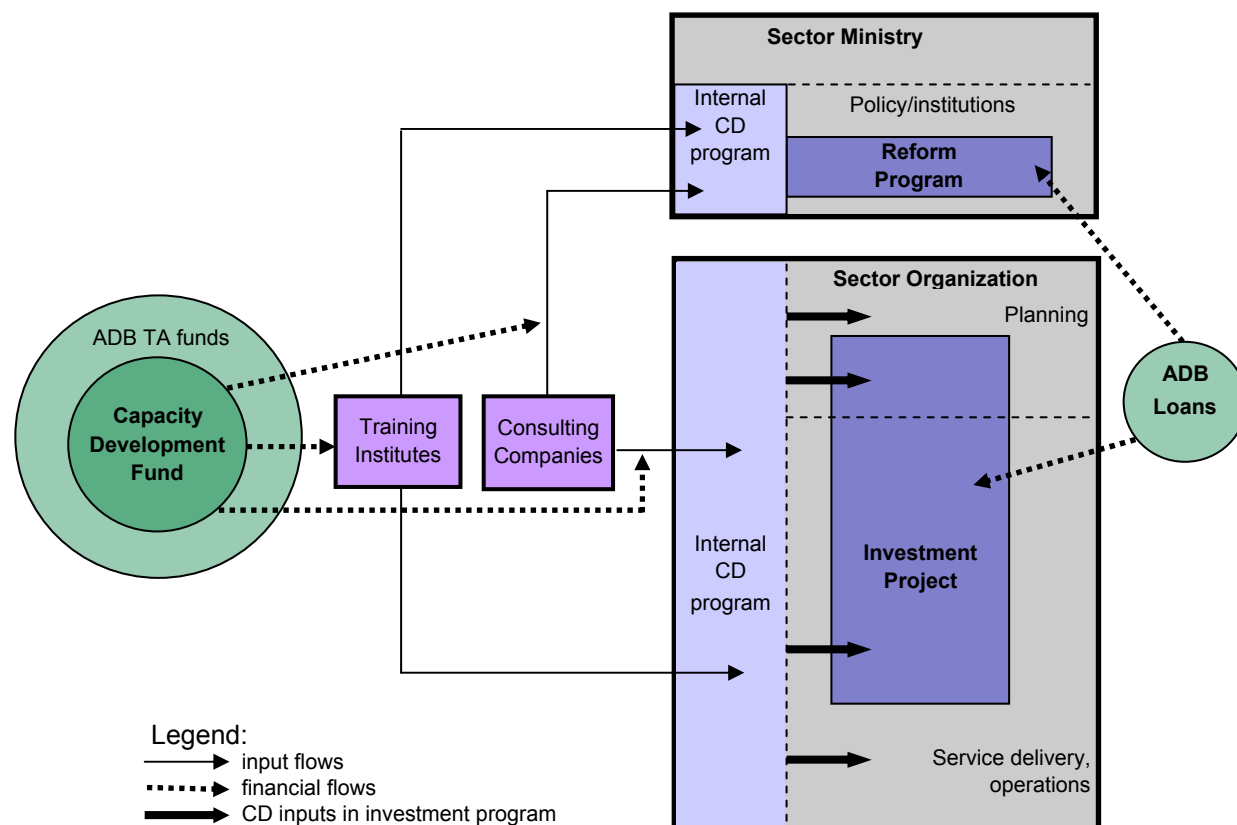 Sector Ministry
Internal
CD
program
Policy/institutions
Reform
Program
Sector Organization
Planning
ADB TA funds
Capacity
Development
Fund
Training
Institutes
Consulting
Companies
ADB
Loans
Internal
CD
program
Investment
Project
Service delivery,
operations
Legend:
input flows
financial flows
CD inputs in investment program